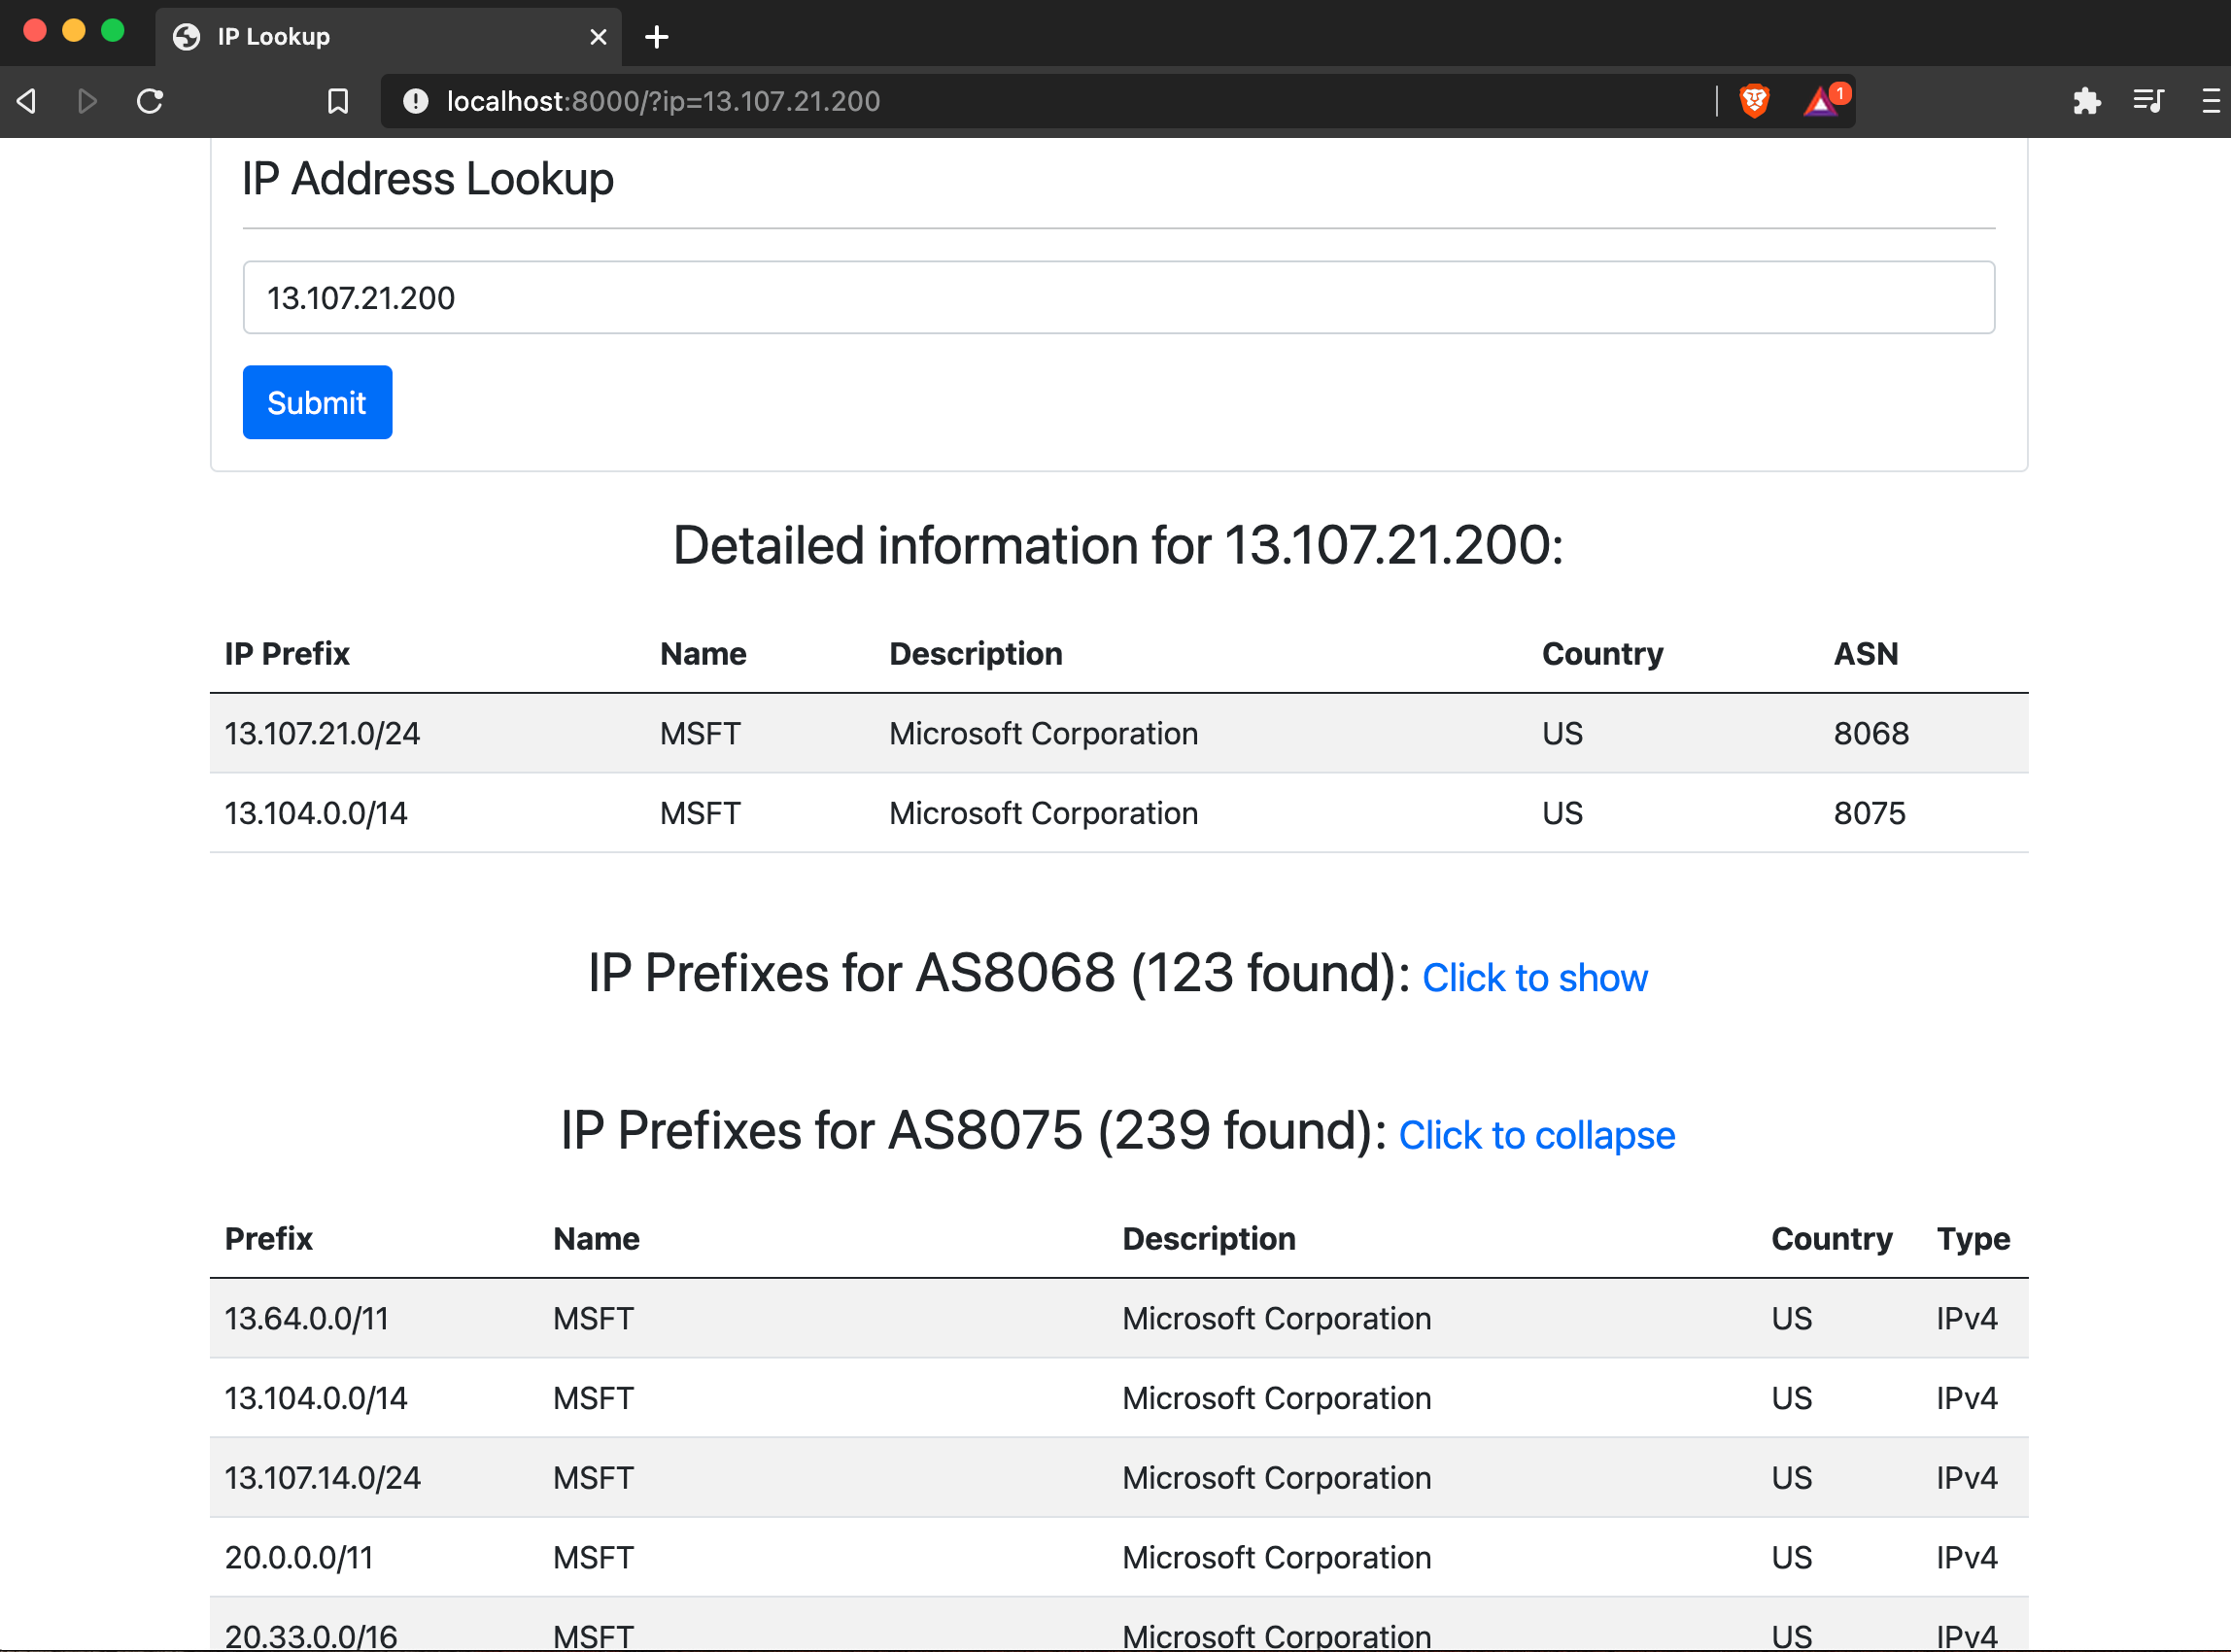 IP Lookup
localhost:8000/?ip=13.107.21.200
1
IP Address Lookup
13.107.21.200
Submit
Detailed information for 13.107.21.200:
IP Prefix Name Description Country ASN
13.107.21.0/24 MSFT Microsoft Corporation US 8068
13.104.0.0/14 MSFT Microsoft Corporation US 8075
IP Prefixes for AS8068 (123 found): Click to show
IP Prefixes for AS8075 (239 found): Click to collapse
Prefix Name Description Country Type
13.64.0.0/11 MSFT Microsoft Corporation US IPv4
13.104.0.0/14 MSFT Microsoft Corporation US IPv4
13.107.14.0/24 MSFT Microsoft Corporation US IPv4
20.0.0.0/11 MSFT Microsoft Corporation US IPv4
20.33.0.0/16 MSFT Microsoft Corporation US IPv4